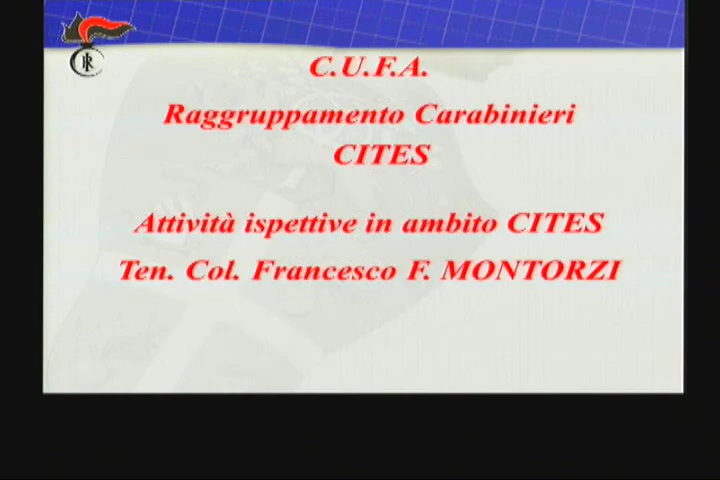 C.U.F.A.
Raggruppamento Carabinieri
CITES
Attività ispettive in ambito CITES
Ten. Col. Francesco F. MONTORZI